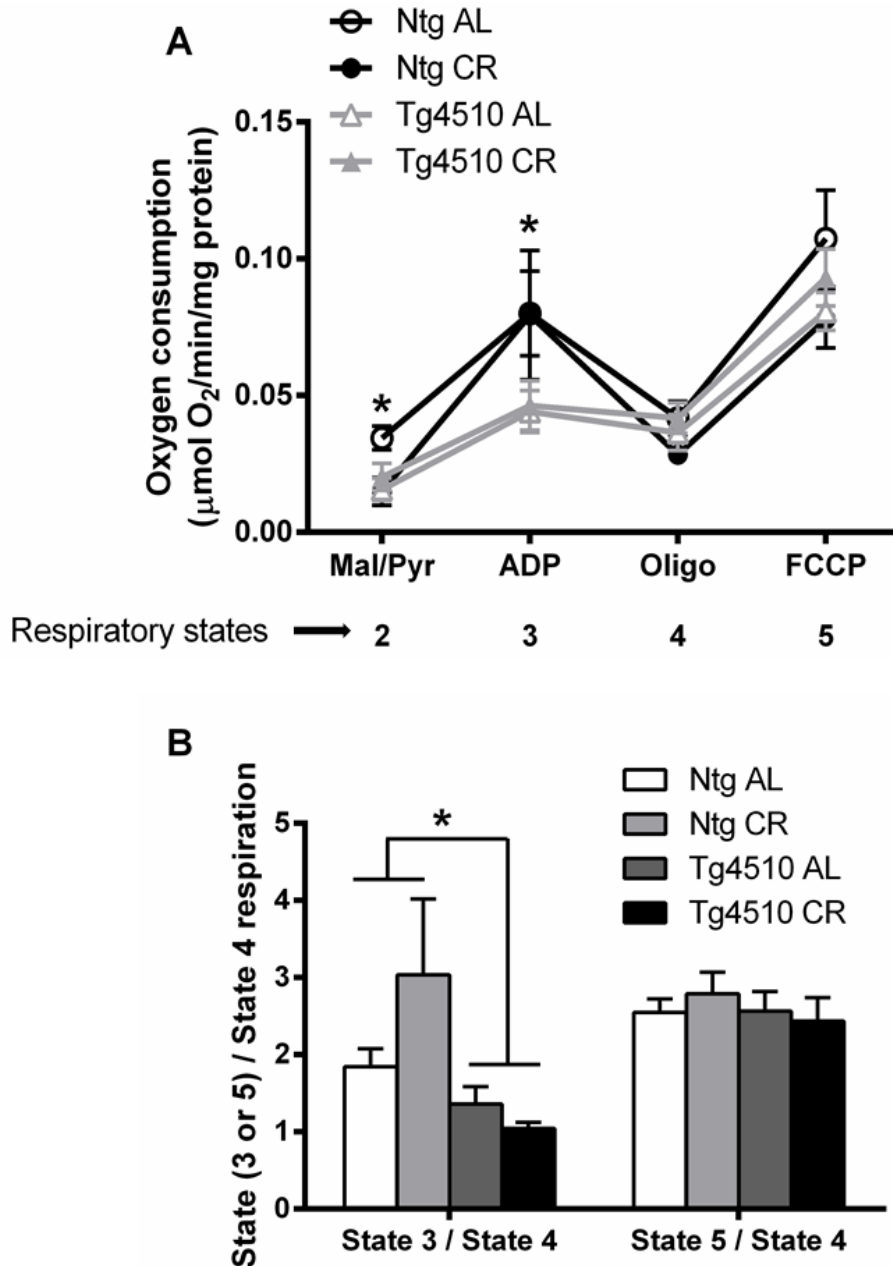 A
Ntg AL
Ntg CR
Tg4510 AL
Tg4510 CR
Oxygen consumption
(μmol O₂/min/mg protein)
0.15
0.10
0.05
0.00
*
*
Mal/Pyr ADP Oligo FCCP
Respiratory states 2 3 4 5
B
Ntg AL
Ntg CR
Tg4510 AL
Tg4510 CR
State (3 or 5) / State 4 respiration
5
4
3
2
1
0
*
State 3 / State 4 State 5 / State 4